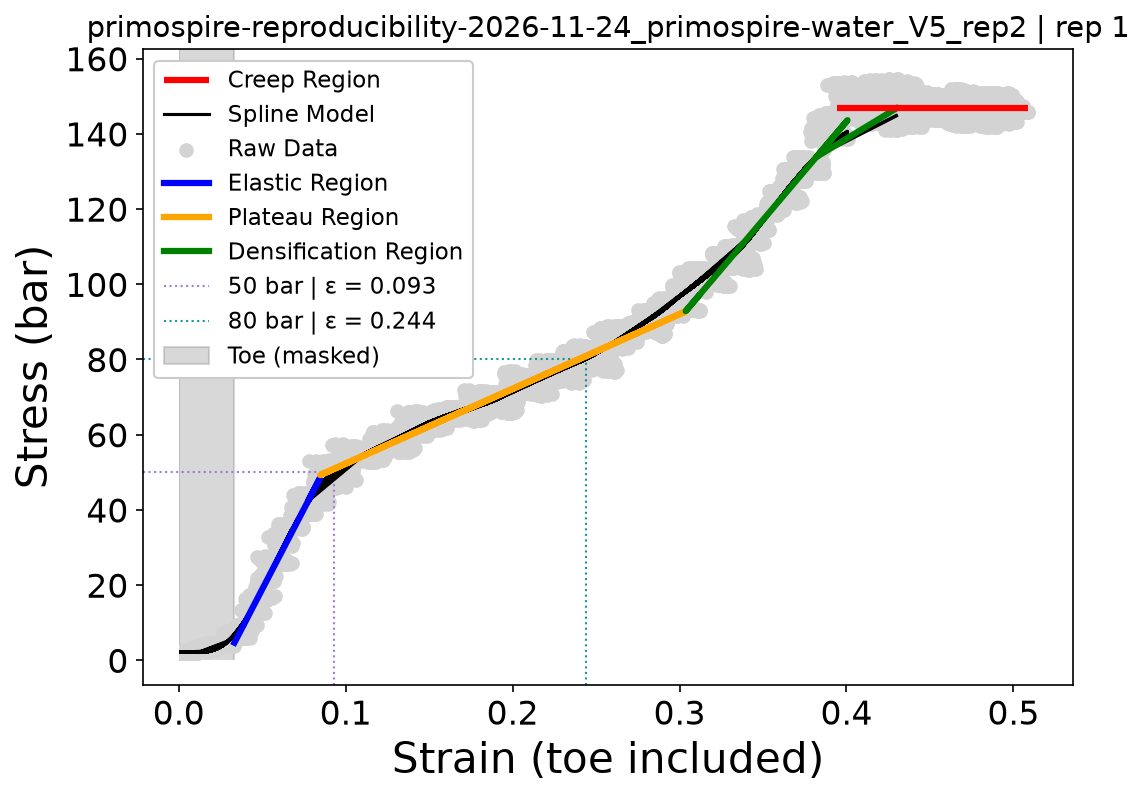 primospire-reproducibility-2026-11-24_primospire-water_V5_rep2 | rep 1
160
140
120
100
80
60
40
20
0
Stress (bar)
Creep Region
Spline Model
Raw Data
Elastic Region
Plateau Region
Densification Region
50 bar | ε = 0.093
80 bar | ε = 0.244
Toe (masked)
0.0 0.1 0.2 0.3 0.4 0.5
Strain (toe included)